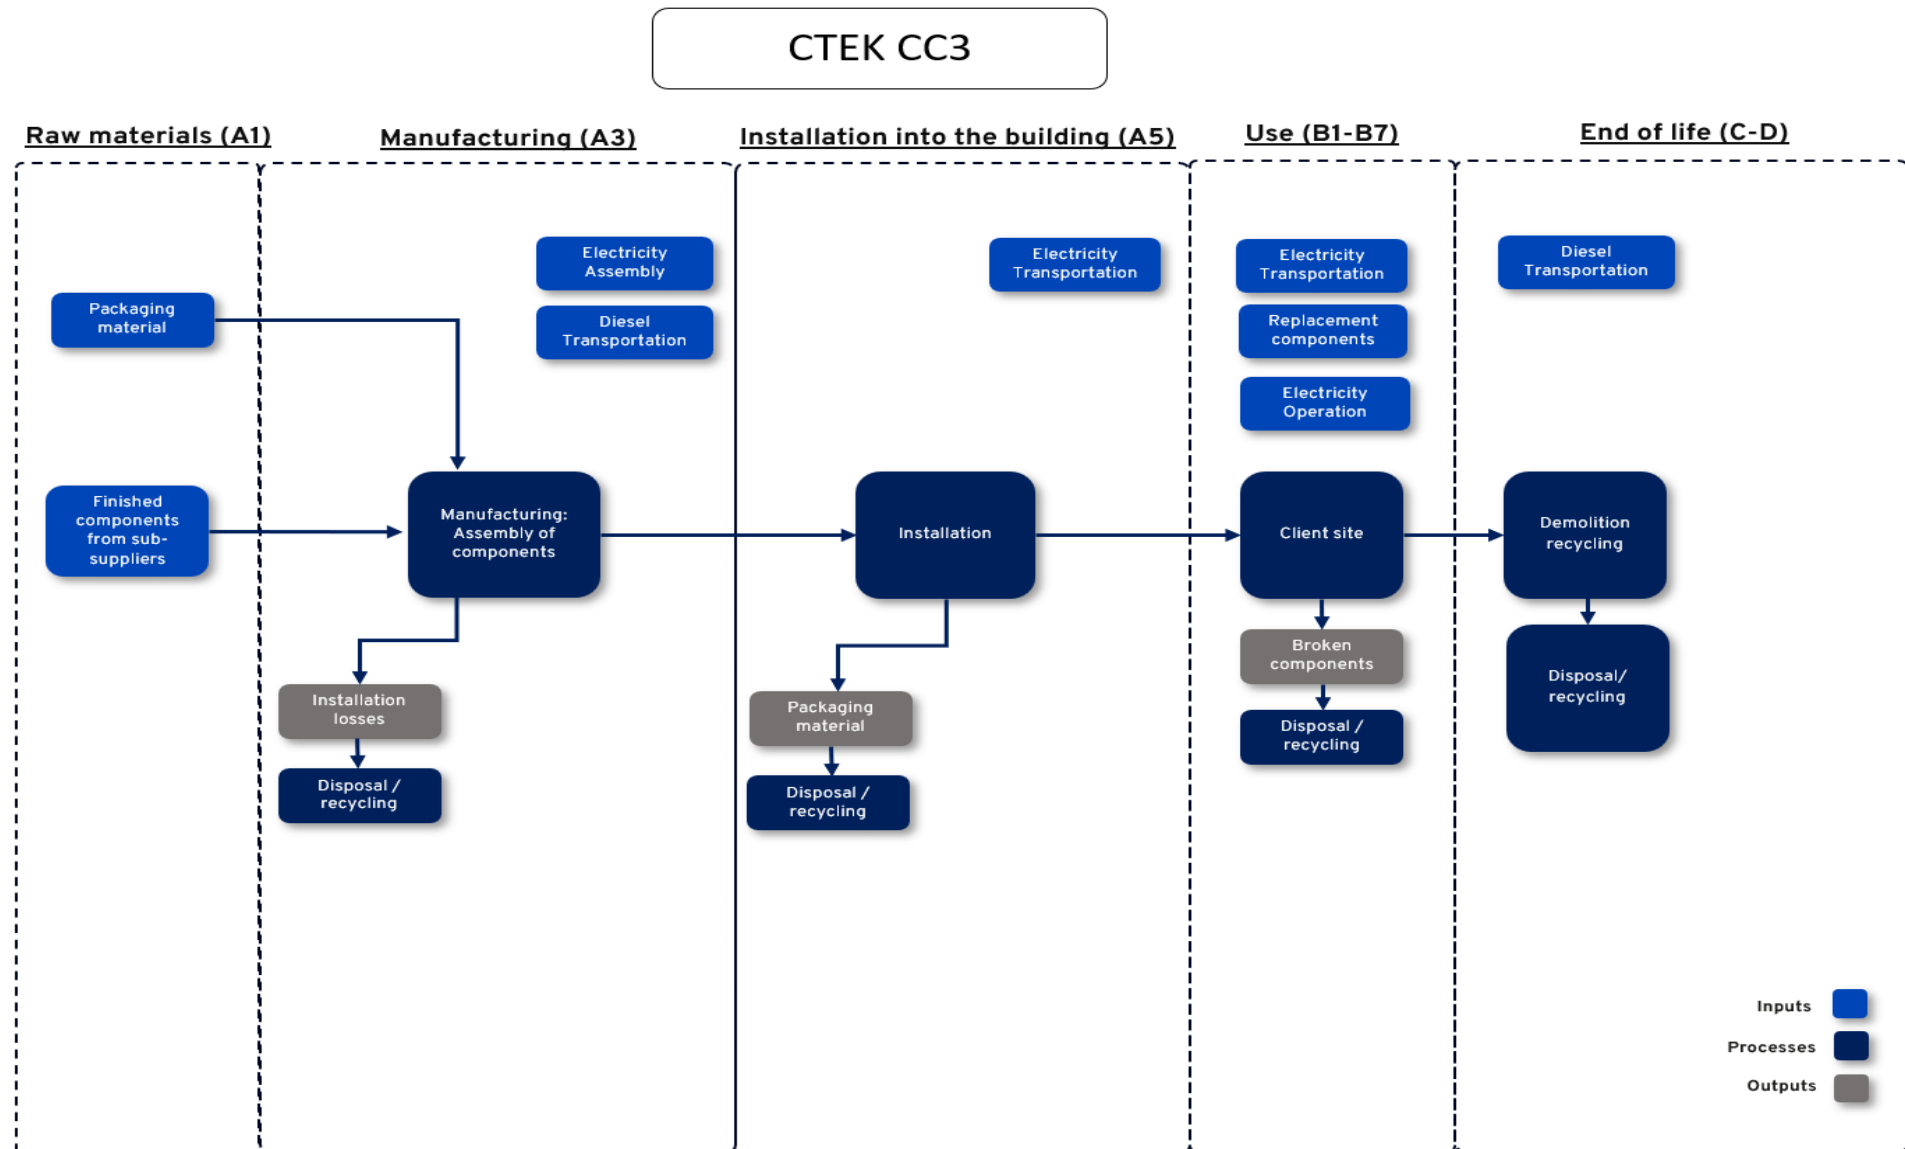 CTEK CC3
Raw materials (A1)
Manufacturing (A3)
Installation into the building (A5)
Use (B1-B7)
End of life (C-D)
Packaging
material
Finished
components
from sub-
suppliers
Electricity
Assembly
Diesel
Transportation
Manufacturing:
Assembly of
components
Installation
losses
Disposal /
recycling
Electricity
Transportation
Installation
Packaging
material
Disposal /
recycling
Electricity
Transportation
Replacement
components
Electricity
Operation
Client site
Broken
components
Disposal /
recycling
Diesel
Transportation
Demolition
recycling
Disposal/
recycling
Inputs
Processes
Outputs